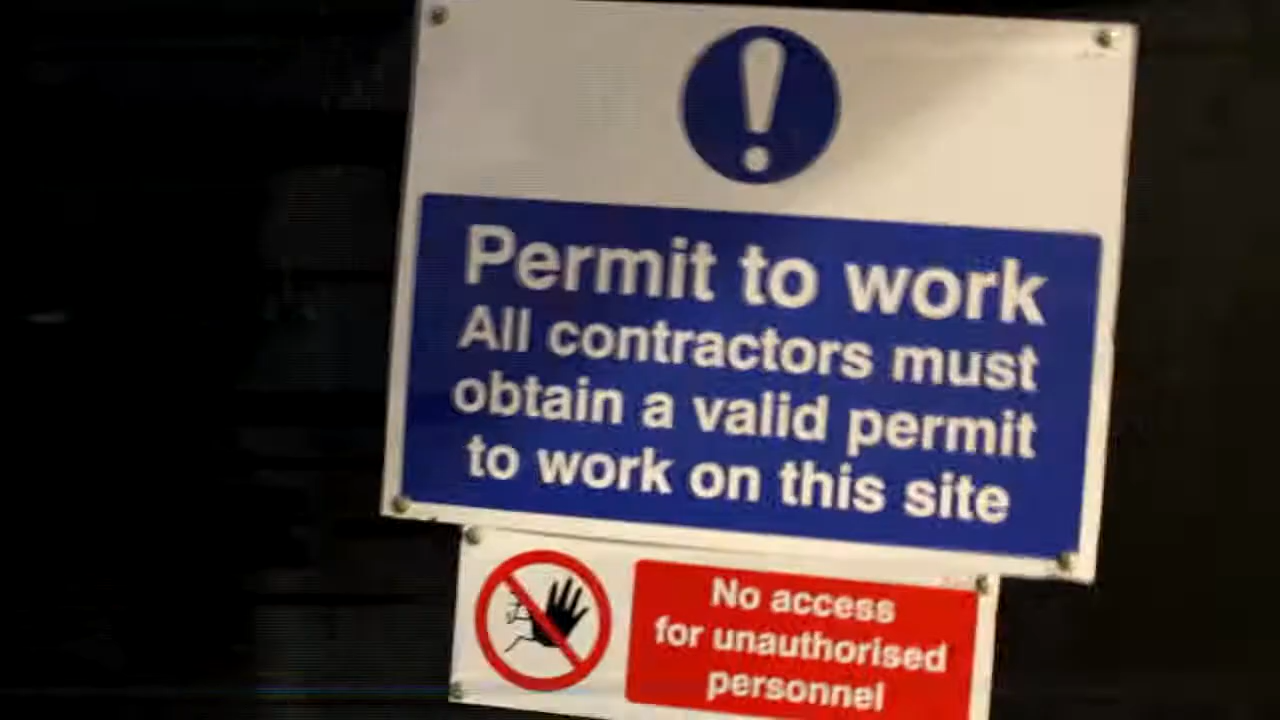 Permit to work
All contractors must
obtain a valid permit
to work on this site
No access
for unauthorised
personnel